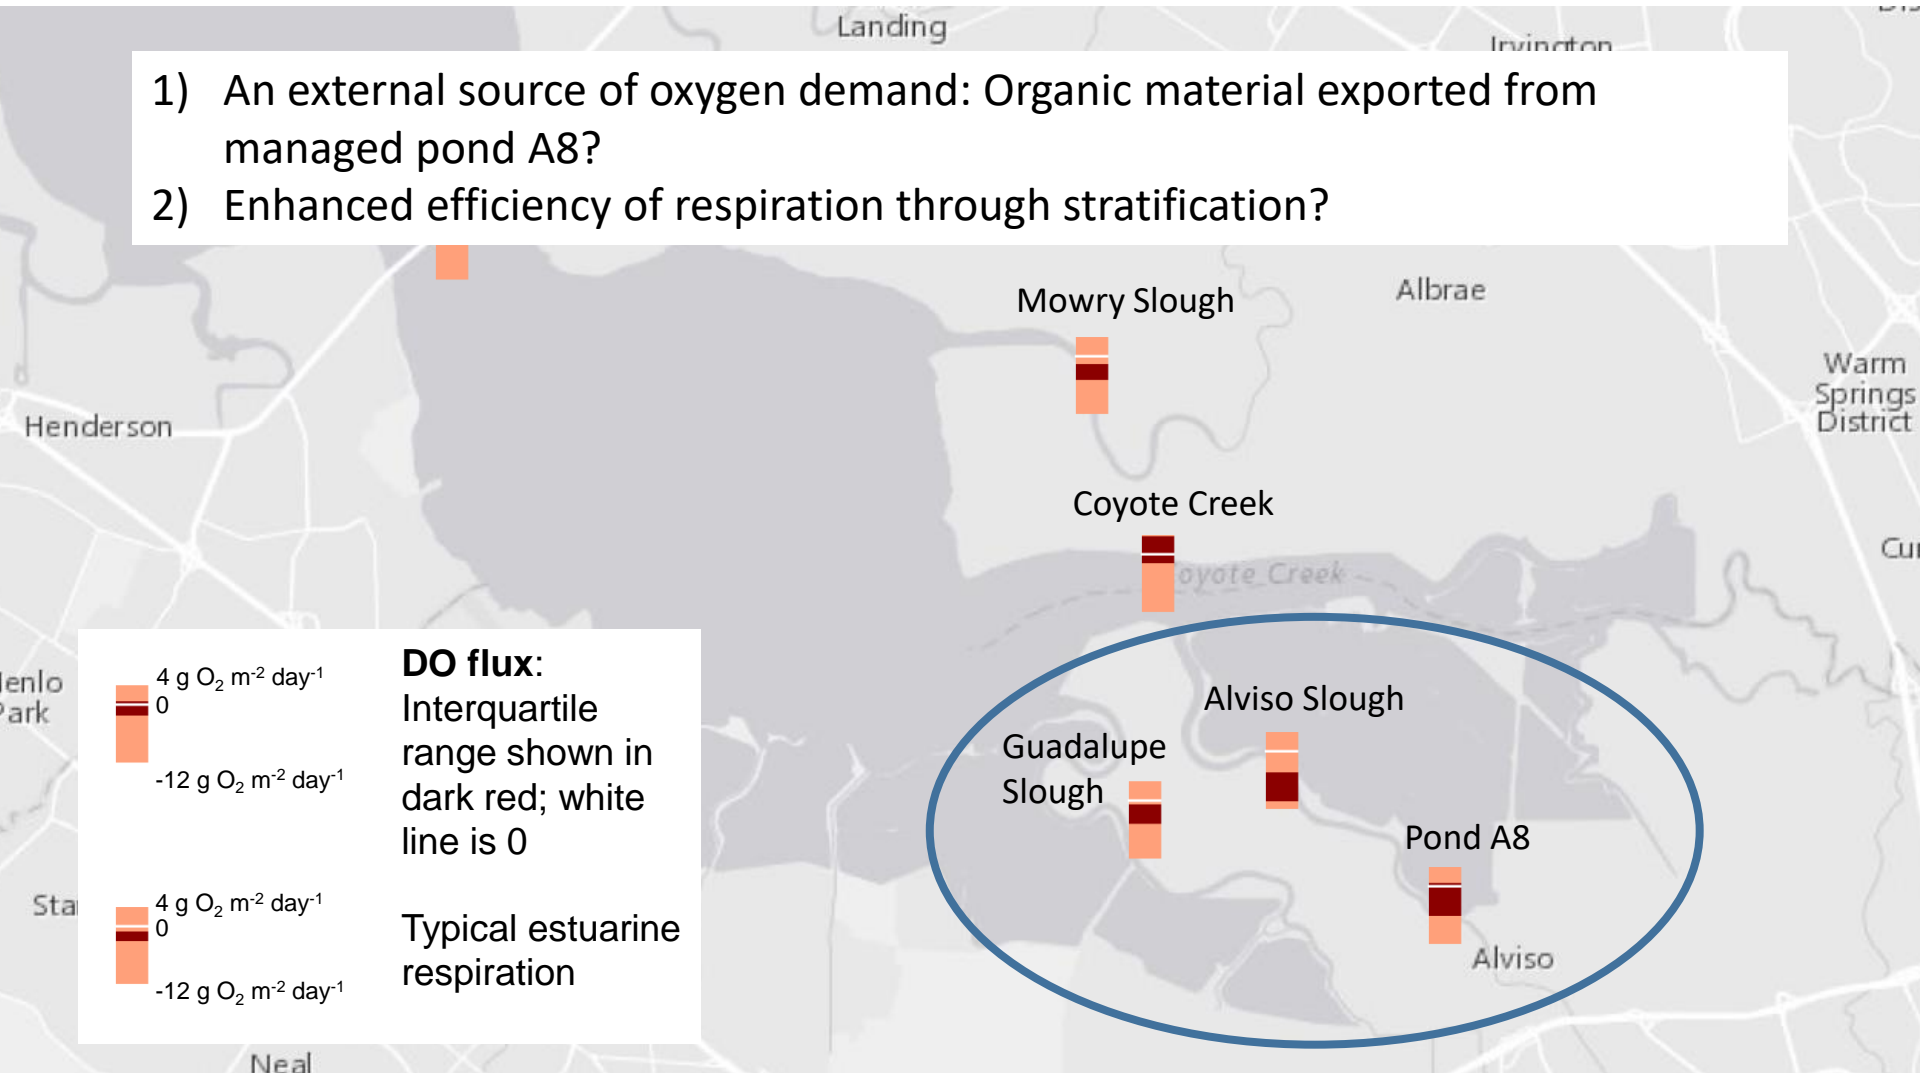 Landing
1) An external source of oxygen demand: Organic material exported from
managed pond A8?
2) Enhanced efficiency of respiration through stratification?
Mowry Slough
Albrae
Warm
Springs
District
Henderson
Coyote Creek
oyote Creek
Alviso Slough
Guadalupe
Slough
Pond A8
Alviso
Park
Neal
4 g O₂ m⁻² day⁻¹
0
-12 g O₂ m⁻² day⁻¹
DO flux:
Interquartile
range shown in
dark red; white
line is 0
4 g O₂ m⁻² day⁻¹
0
-12 g O₂ m⁻² day⁻¹
Typical estuarine
respiration